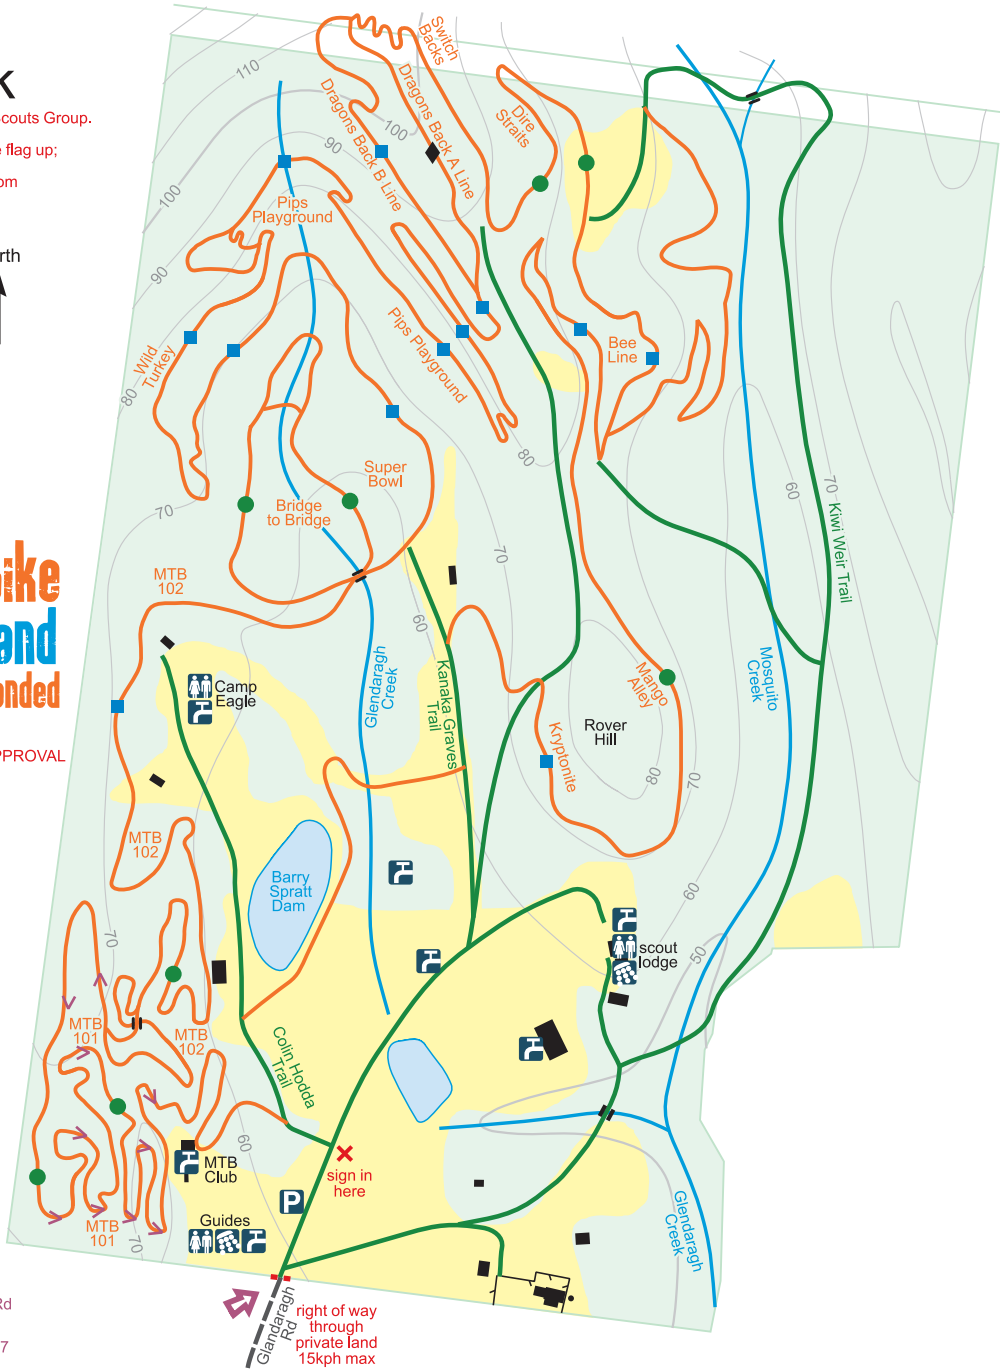 K
Scouts Group.
e flag up;
om
rth
ike
and
onded
PPROVAL
Rd
7
110
100
90
100
90
80
70
80
70
60
60
70
80
70
60
50
70
60
70
Switch
Backs
Dragons Back A Line
Dragons Back B Line
Dire
Straits
Pips
Playground
Pips Playground
Wild
Turkey
Bee
Line
Super
Bowl
Bridge
to Bridge
MTB
102
Kiwi Weir Trail
Camp
Eagle
Glendaragh
Creek
Kanaka Graves
Trail
Mango
Alley
Mosquito
Creek
Rover
Hill
Kryptonite
MTB
102
Barry
Spratt
Dam
scout
lodge
MTB
101
MTB
102
Colin Hodda
Trail
MTB
Club
sign in
here
P
Guides
MTB
101
Glendaragh
Creek
Glandaragh
Rd
right of way
through
private land
15kph max